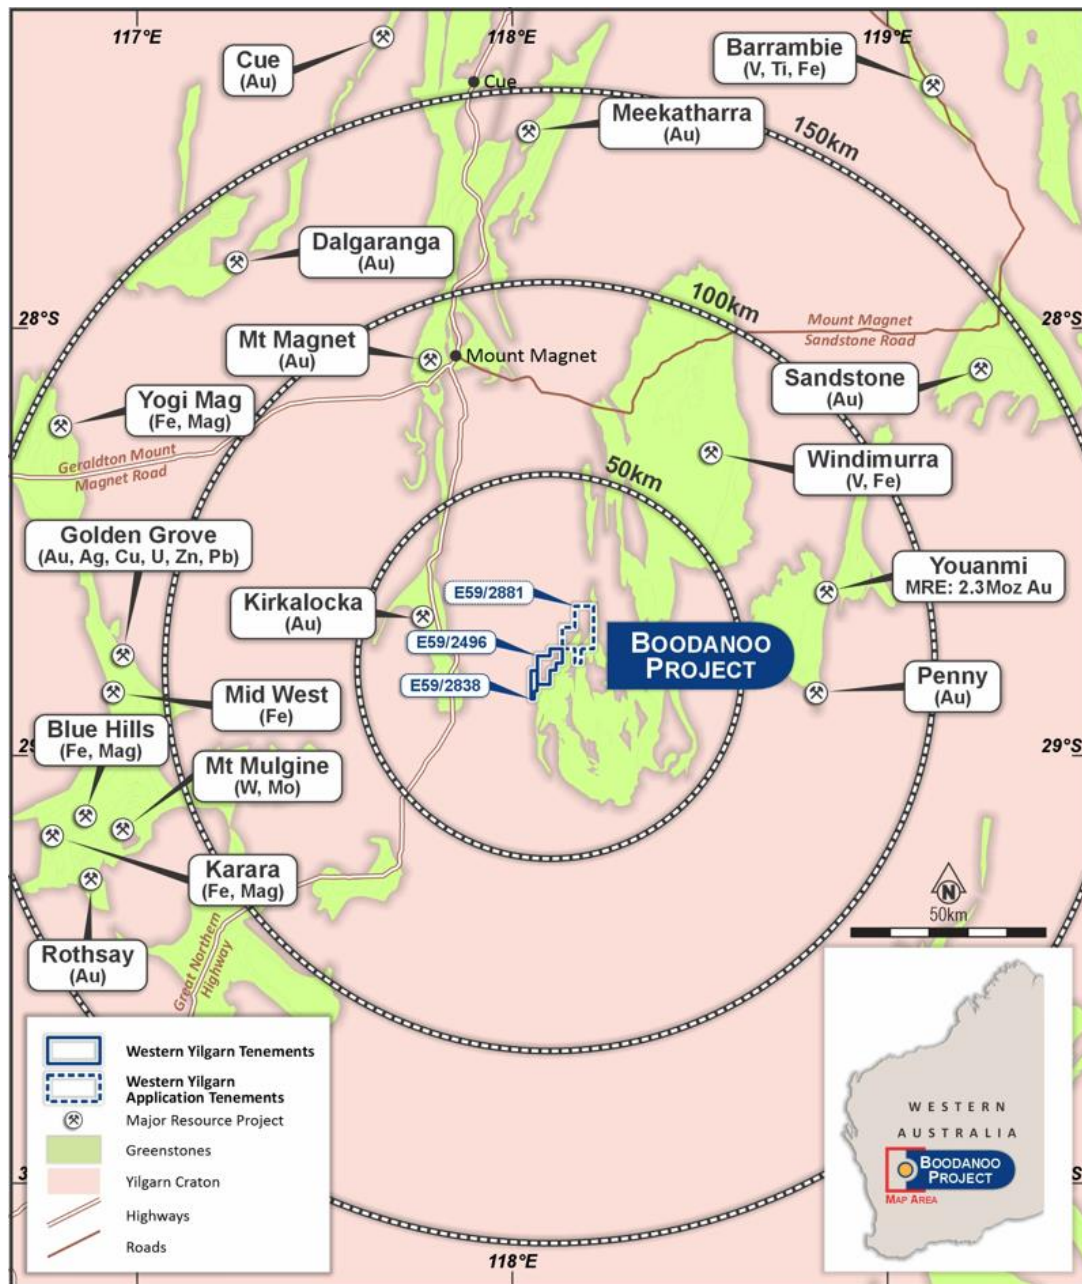 117°E
118°E
119°E
Cue
(Au)
Cue
Barrambie
(V, Ti, Fe)
Meekatharra
(Au)
150km
Dalgaranga
(Au)
100km
28°S
28°S
Mount Magnet
Sandstone Road
Mt Magnet
(Au)
Mount Magnet
Sandstone
(Au)
Yogi Mag
(Fe, Mag)
Geraldton Mount
Magnet Road
50km
Windimurra
(V, Fe)
Golden Grove
(Au, Ag, Cu, U, Zn, Pb)
Youanmi
MRE: 2.3Moz Au
Kirkalocka
(Au)
E59/2881
E59/2496
E59/2838
BOODANOO
PROJECT
Penny
(Au)
Mid West
(Fe)
Blue Hills
(Fe, Mag)
29°S
Mt Mulgine
(W, Mo)
Karara
(Fe, Mag)
Rothsay
(Au)
Great Northern
Highway
N
50km
Western Yilgarn Tenements
Western Yilgarn
Application Tenements
Major Resource Project
Greenstones
Yilgarn Craton
Highways
Roads
WESTERN
AUSTRALIA
BOODANOO
PROJECT
MAP AREA
118°E